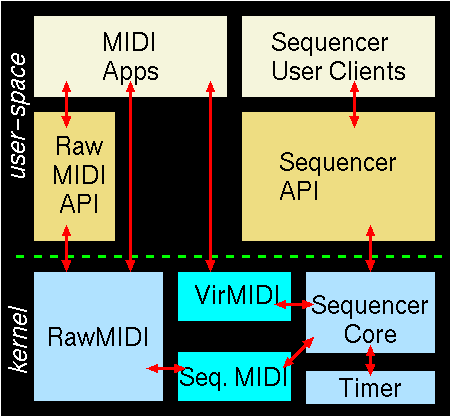 user-space
MIDI
Apps
Sequencer
User Clients
Raw
MIDI
API
Sequencer
API
kernel
RawMIDI
VirMIDI
Seq. MIDI
Sequencer
Core
Timer